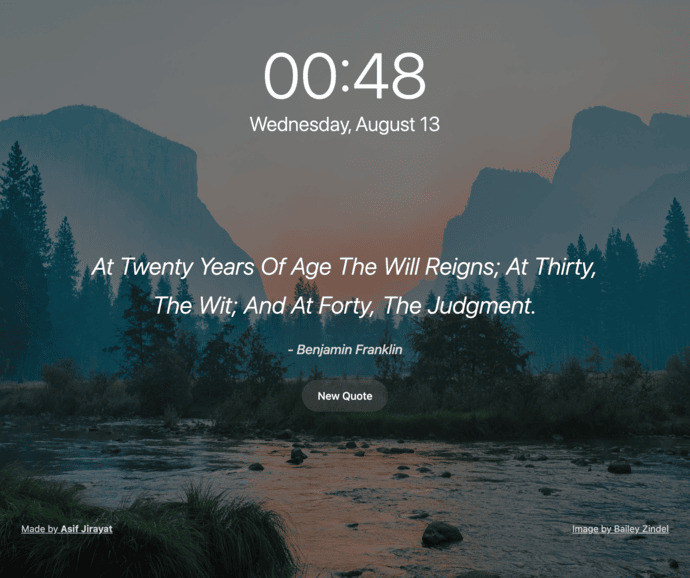 00:48
Wednesday, August 13
At Twenty Years Of Age The Will Reigns; At Thirty,
The Wit; And At Forty, The Judgment.
- Benjamin Franklin
New Quote
Made by Asif Jirayat
Image by Bailey Zindel